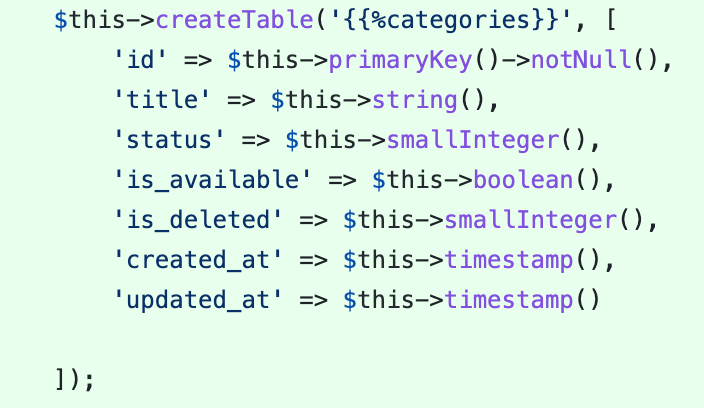 $this->createTable('{{%categories}}', [
    'id' => $this->primaryKey()->notNull(),
    'title' => $this->string(),
    'status' => $this->smallInteger(),
    'is_available' => $this->boolean(),
    'is_deleted' => $this->smallInteger(),
    'created_at' => $this->timestamp(),
    'updated_at' => $this->timestamp()
]);